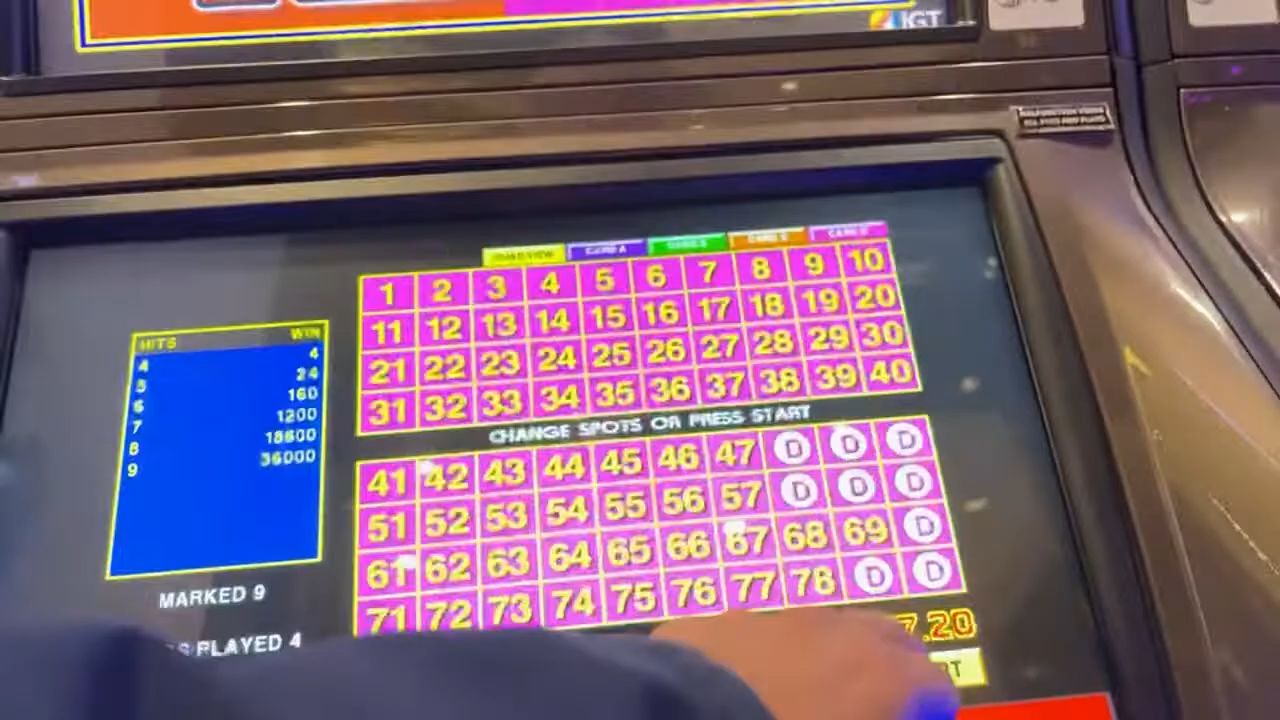 IGT
HITS WIN
4 4
5 24
6 160
7 1200
8 18600
9 36000
MARKED 9
PLAYED 4
1 2 3 4 5 6 7 8 9 10
11 12 13 14 15 16 17 18 19 20
21 22 23 24 25 26 27 28 29 30
31 32 33 34 35 36 37 38 39 40
CHANGE SPOTS OR PRESS START
41 42 43 44 45 46 47 D D D
51 52 53 54 55 56 57 D D D
61 62 63 64 65 66 67 68 69 D
71 72 73 74 75 76 77 78 D D
7.20